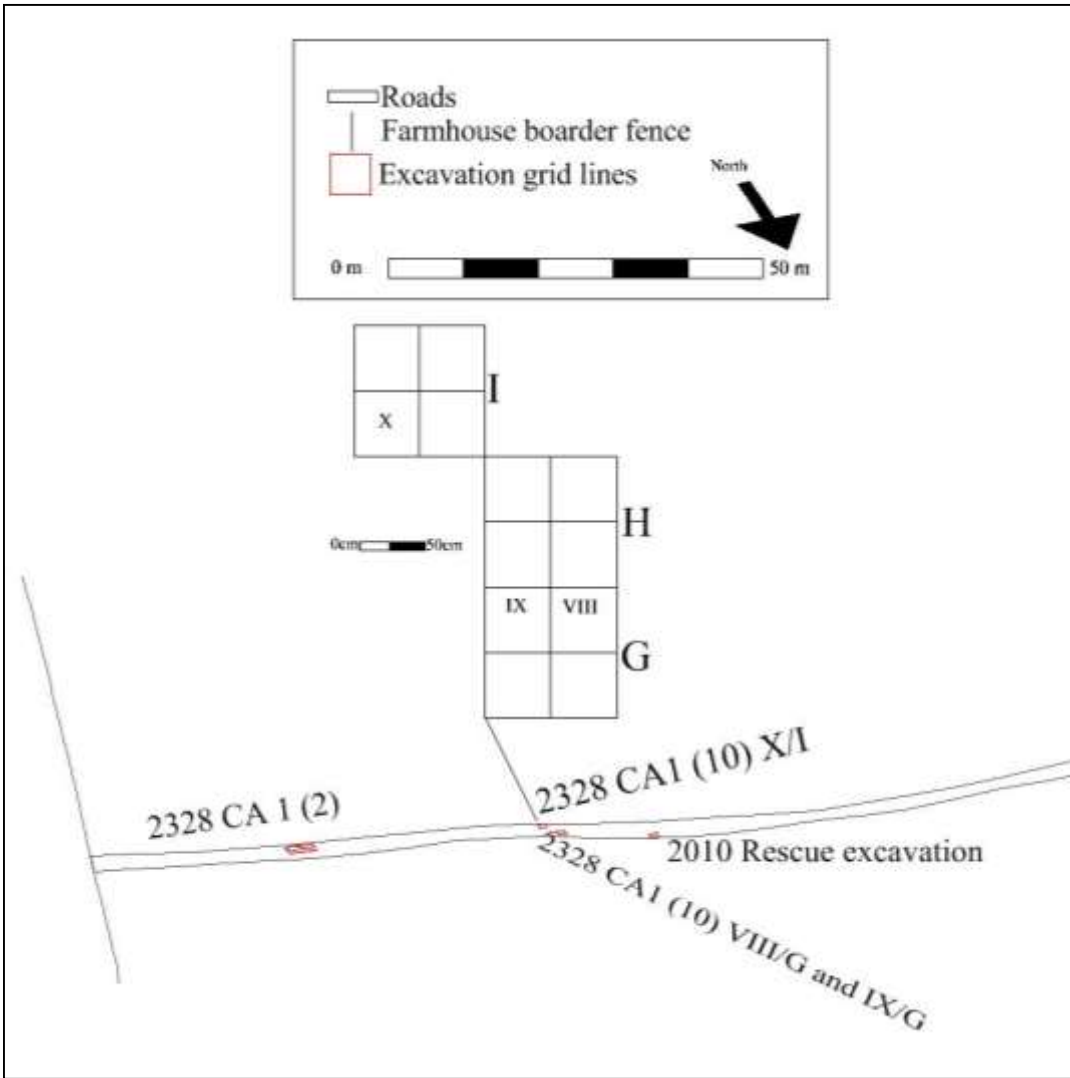 Roads
Farmhouse boarder fence
Excavation grid lines
North
0 m 50 m
I
X
H
0cm 50cm
IX VIII
G
2328 CA1 (10) X/I
2328 CA 1 (2)
2010 Rescue excavation
2328 CA1 (10) VIII/G and IX/G